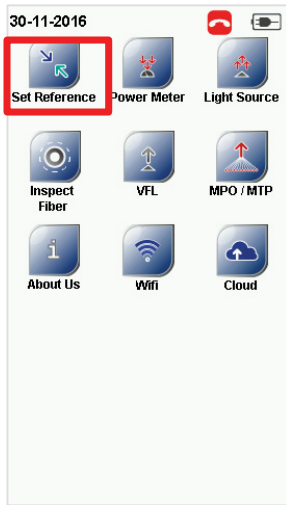 30-11-2016
Set Reference Power Meter Light Source
Inspect Fiber VFL MPO / MTP
About Us Wifi Cloud